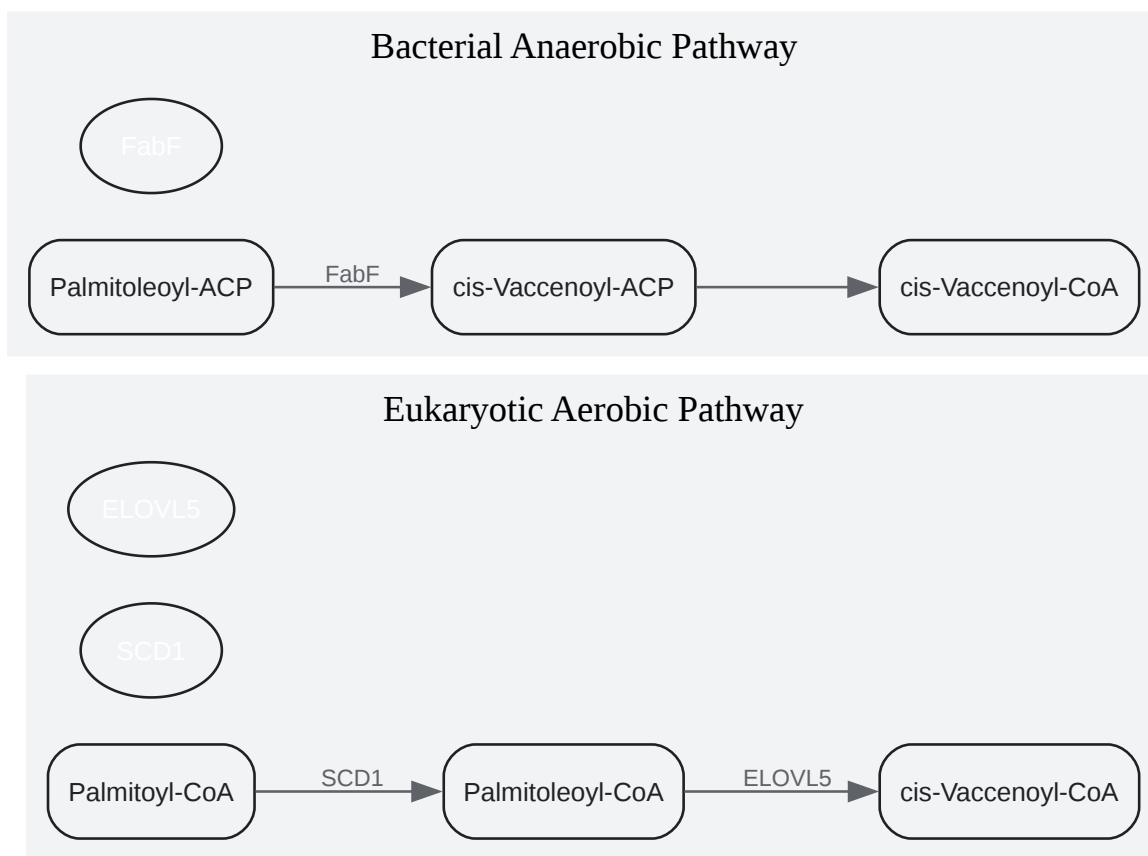 Bacterial Anaerobic Pathway
FabF
Palmitoleoyl-ACP
FabF
cis-Vaccenoyl-ACP
cis-Vaccenoyl-CoA
Eukaryotic Aerobic Pathway
ELOVL5
SCD1
Palmitoyl-CoA
SCD1
Palmitoleoyl-CoA
ELOVL5
cis-Vaccenoyl-CoA